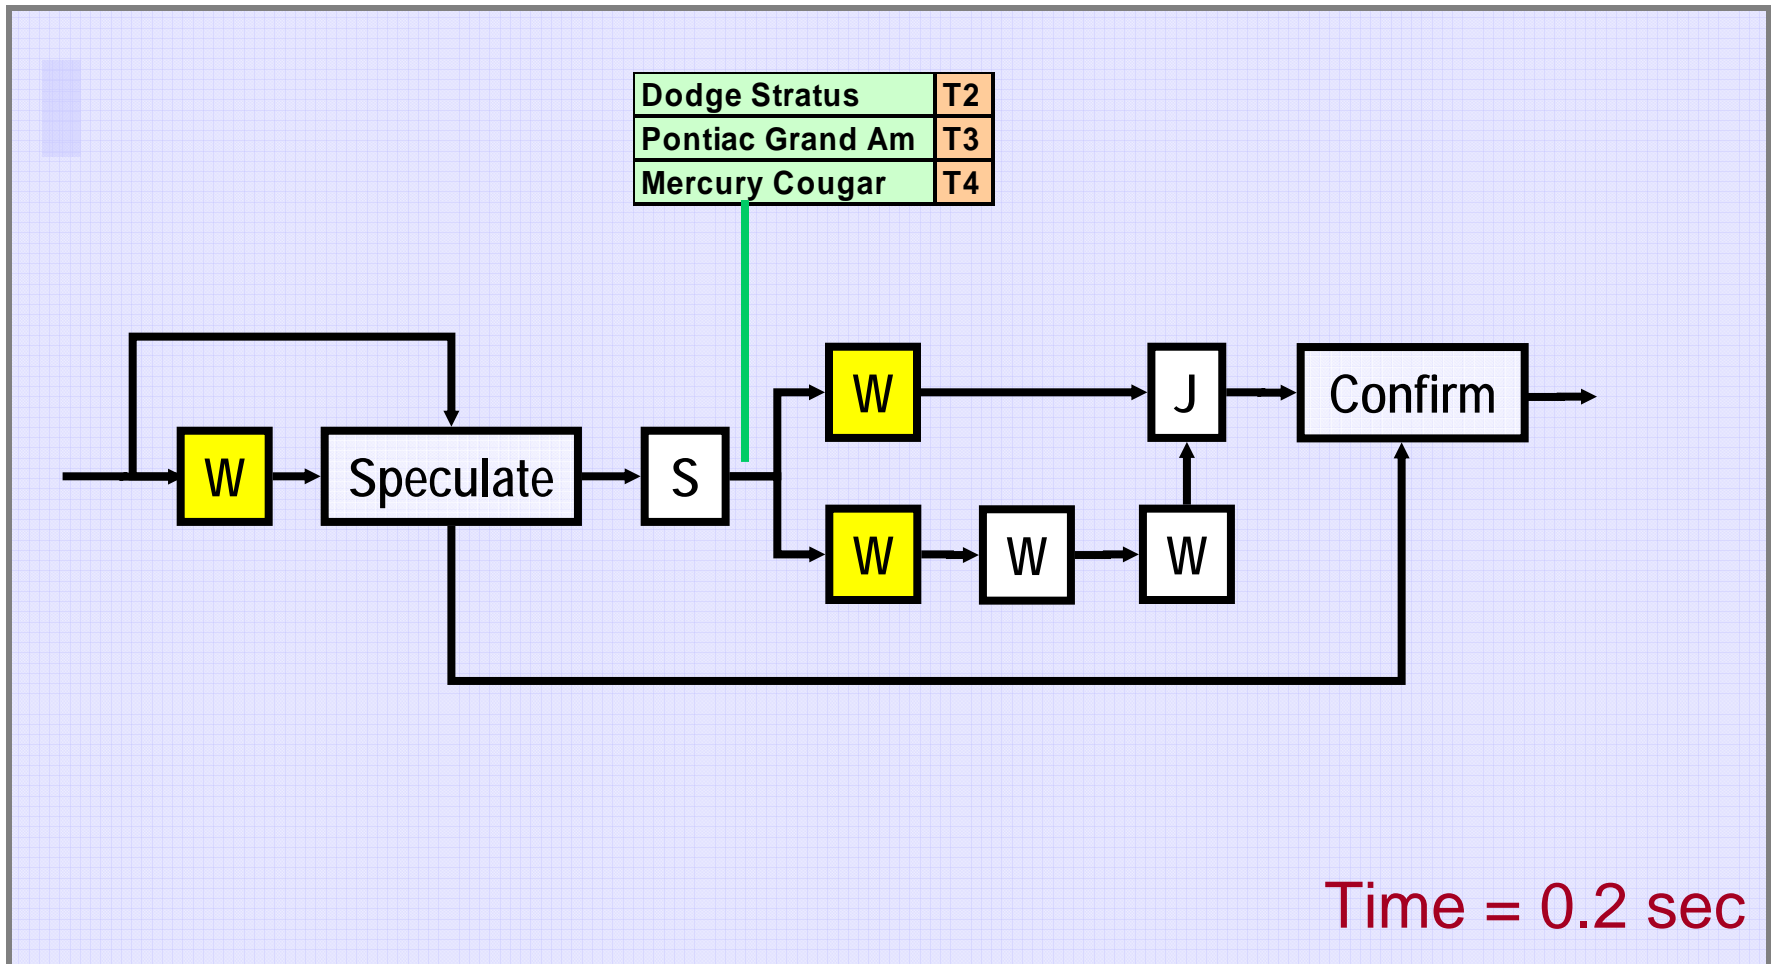 Dodge Stratus T2
Pontiac Grand Am T3
Mercury Cougar T4
W
J
Confirm
W
Speculate
S
W
W
W
Time = 0.2 sec